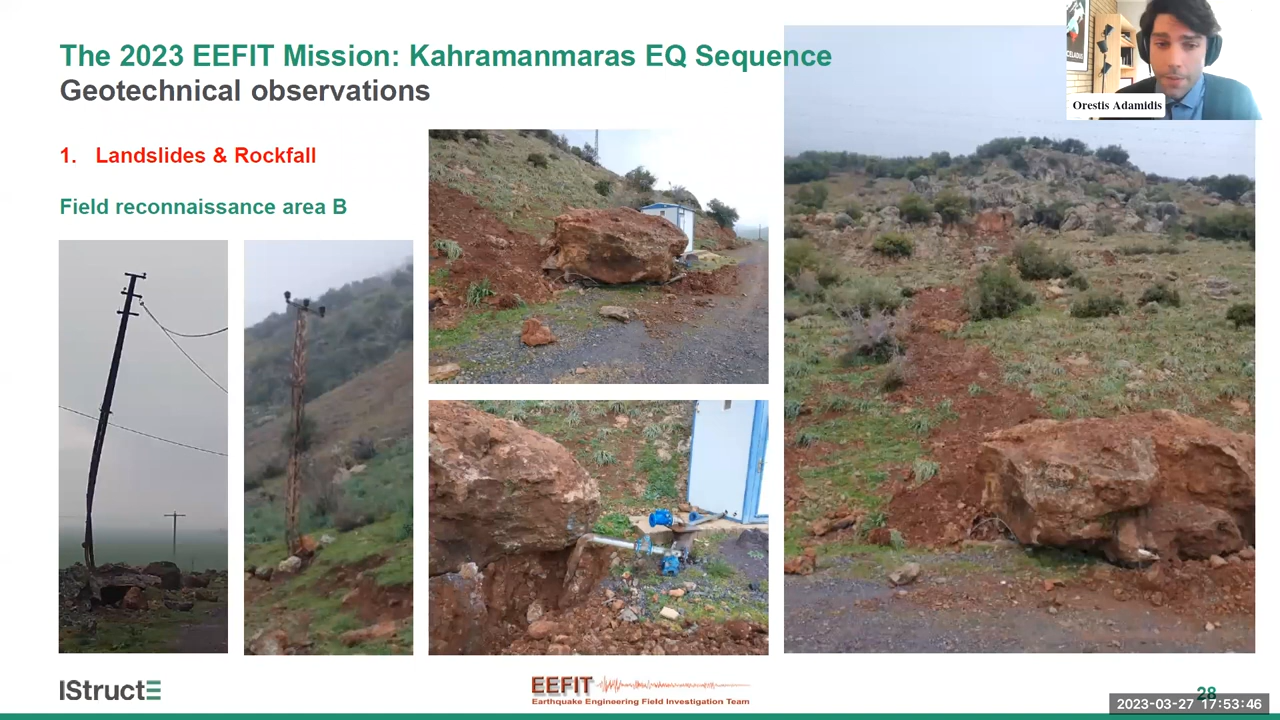 The 2023 EEFIT Mission: Kahramanmaras EQ Sequence
Geotechnical observations
Orestis Adamidis
1. Landslides & Rockfall
Field reconnaissance area B
IStructE
EEFIT
Earthquake Engineering Field Investigation Team
28
2023-03-27 17:53:46